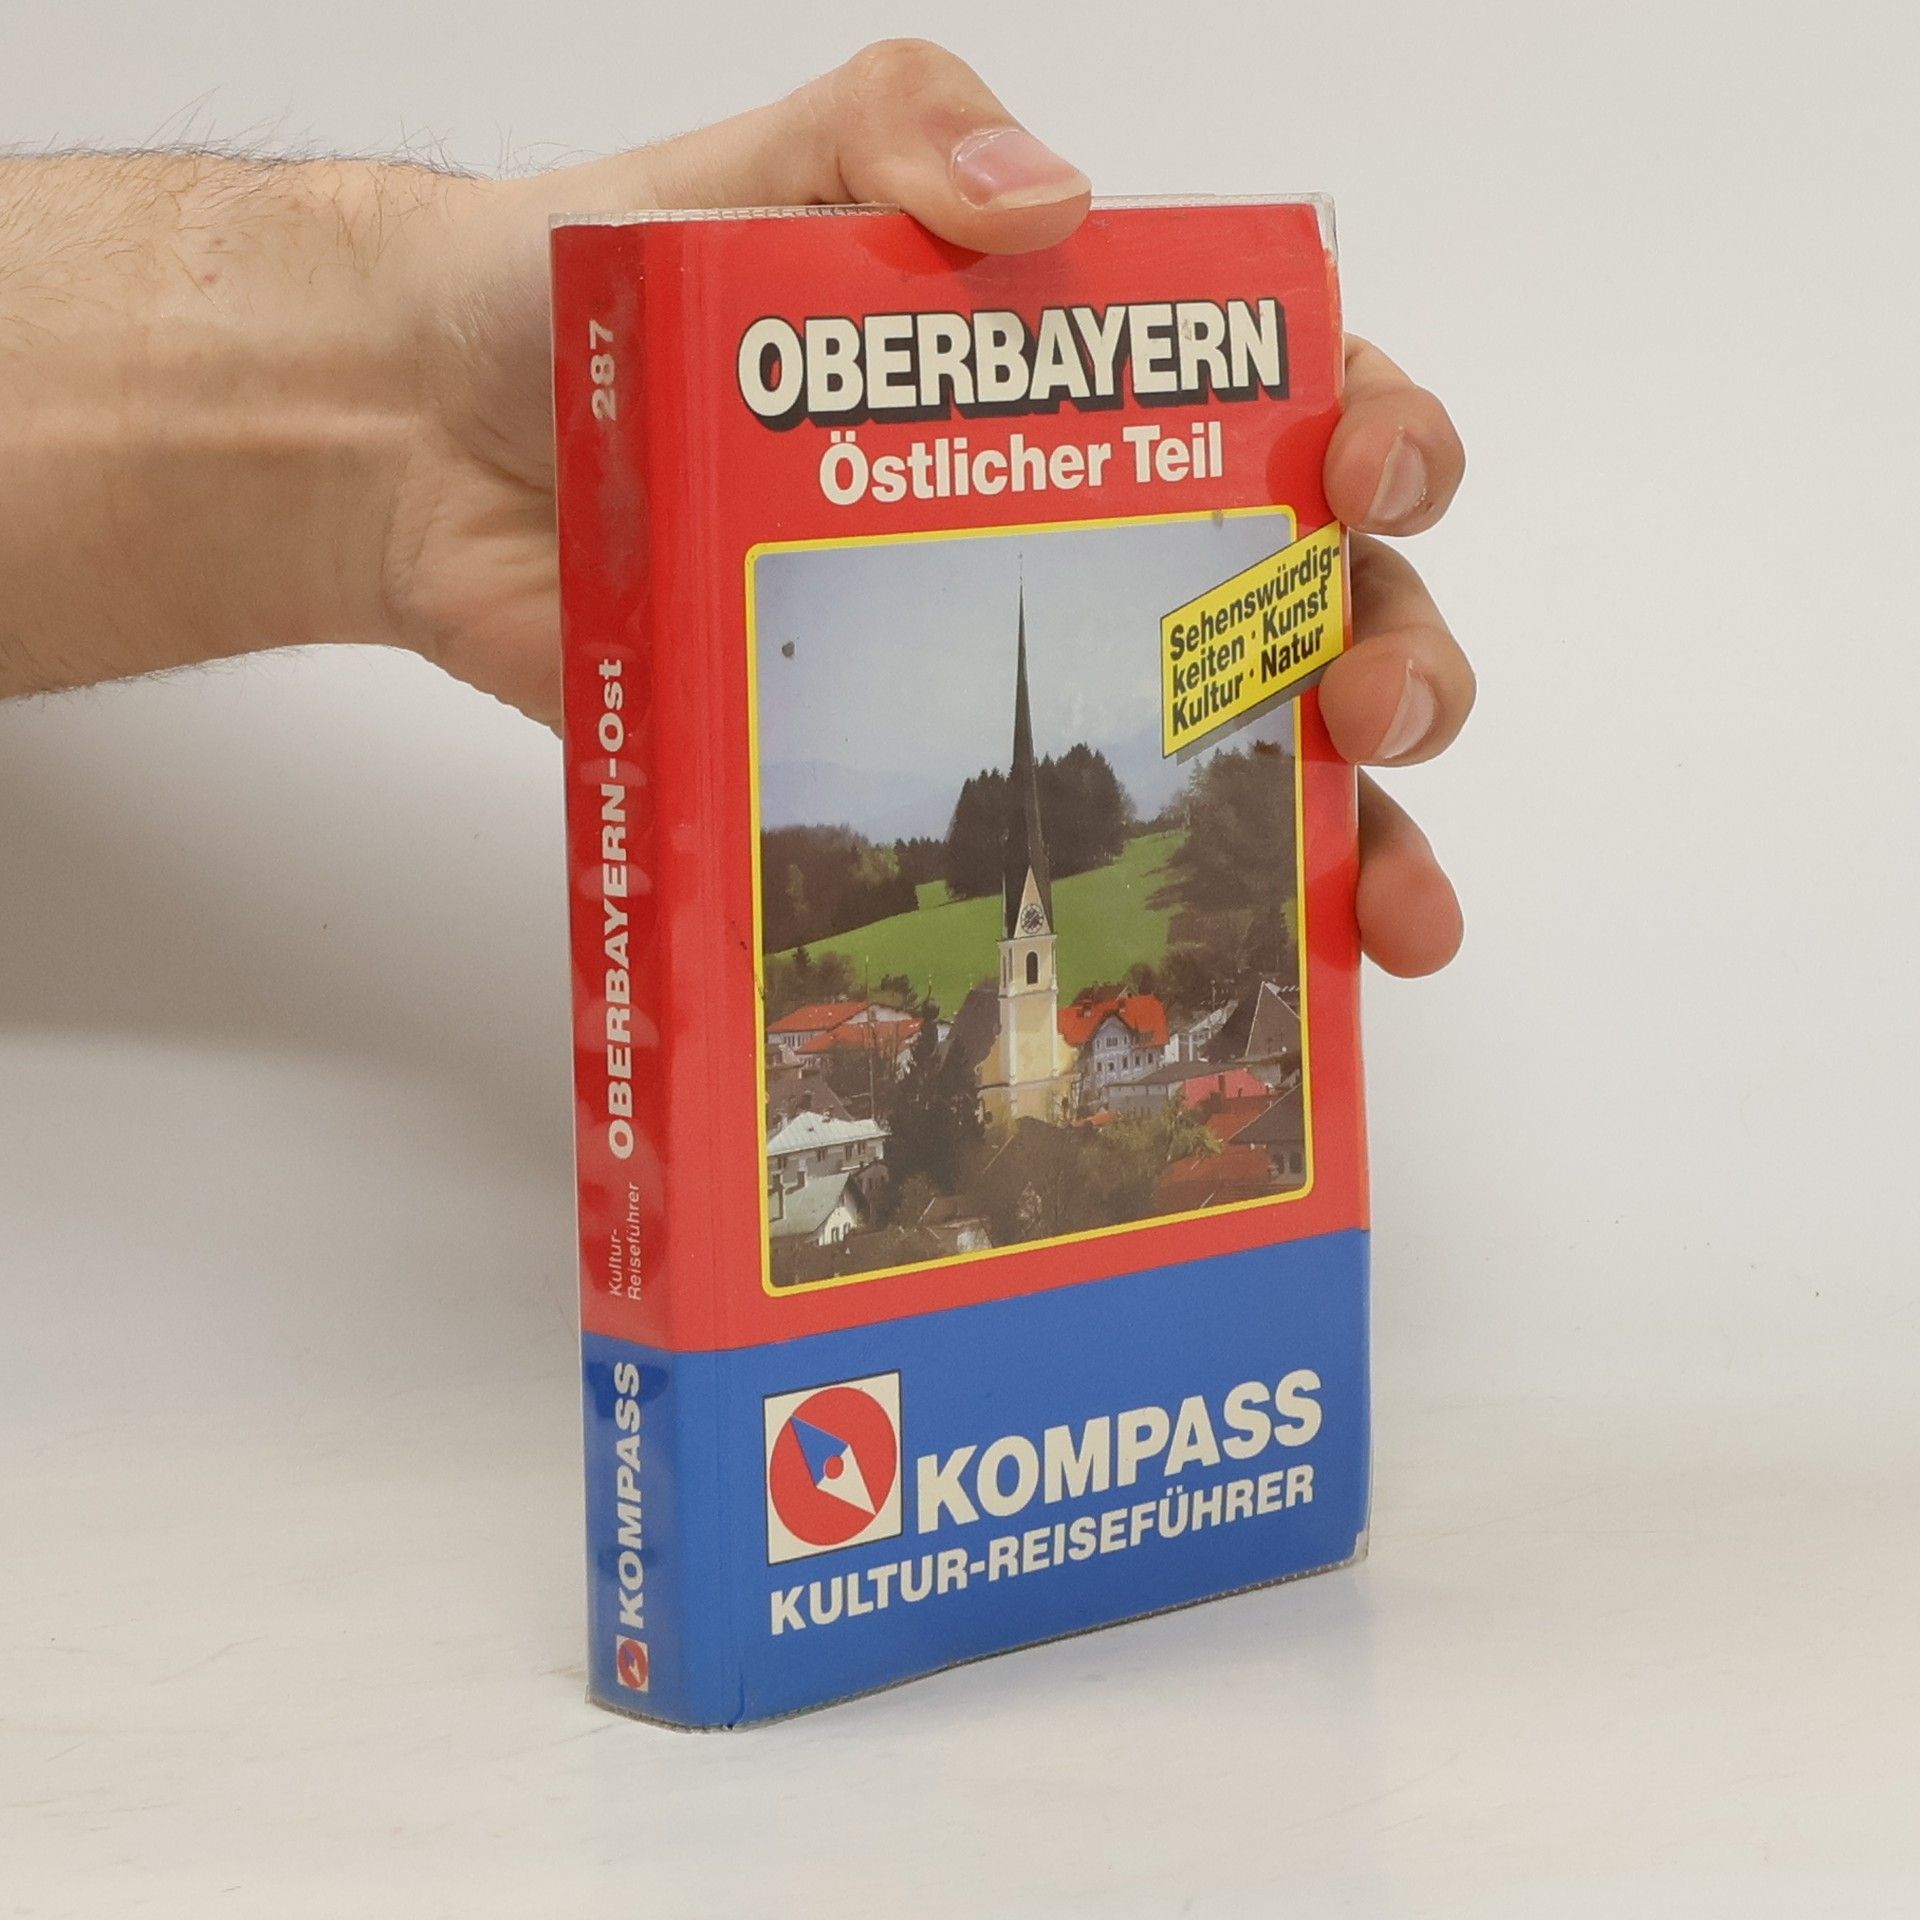 287
OBERBAYERN-Ost
Kultur-
Reiseführer
KOMPASS
OBERBAYERN
Östlicher Teil
Sehenswürdig-
keiten · Kunst
Kultur · Natur
KOMPASS
KULTUR-REISEFÜHRER